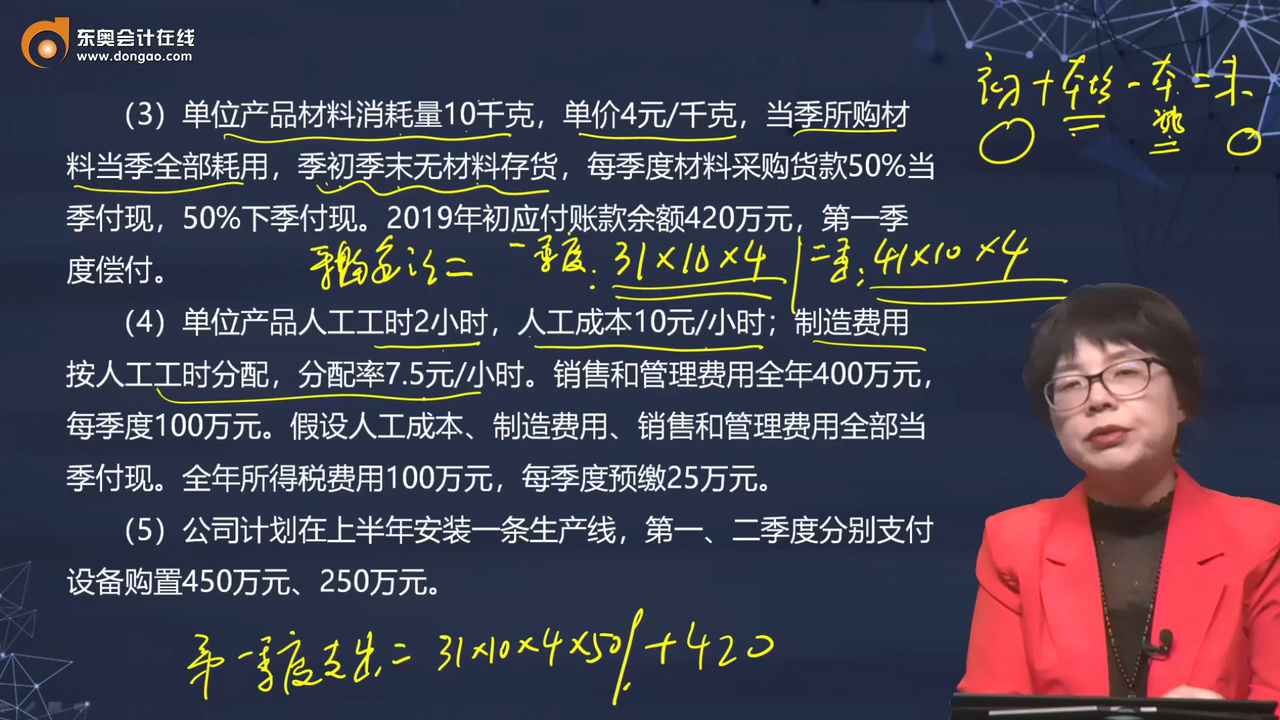 东奥会计在线
www.dongao.com
初+本增-本消=末
（3）单位产品材料消耗量10千克，单价4元/千克，当季所购材
料当季全部耗用，季初季末无材料存货，每季度材料采购货款50%当
季付现，50%下季付现。2019年初应付账款余额420万元，第一季
度偿付。
一季度：31×10×4 二季：41×10×4
（4）单位产品人工工时2小时，人工成本10元/小时；制造费用
按人工工时分配，分配率7.5元/小时。销售和管理费用全年400万元，
每季度100万元。假设人工成本、制造费用、销售和管理费用全部当
季付现。全年所得税费用100万元，每季度预缴25万元。
（5）公司计划在上半年安装一条生产线，第一、二季度分别支付
设备购置450万元、250万元。
第一季度支出=31×10×4×50%+420